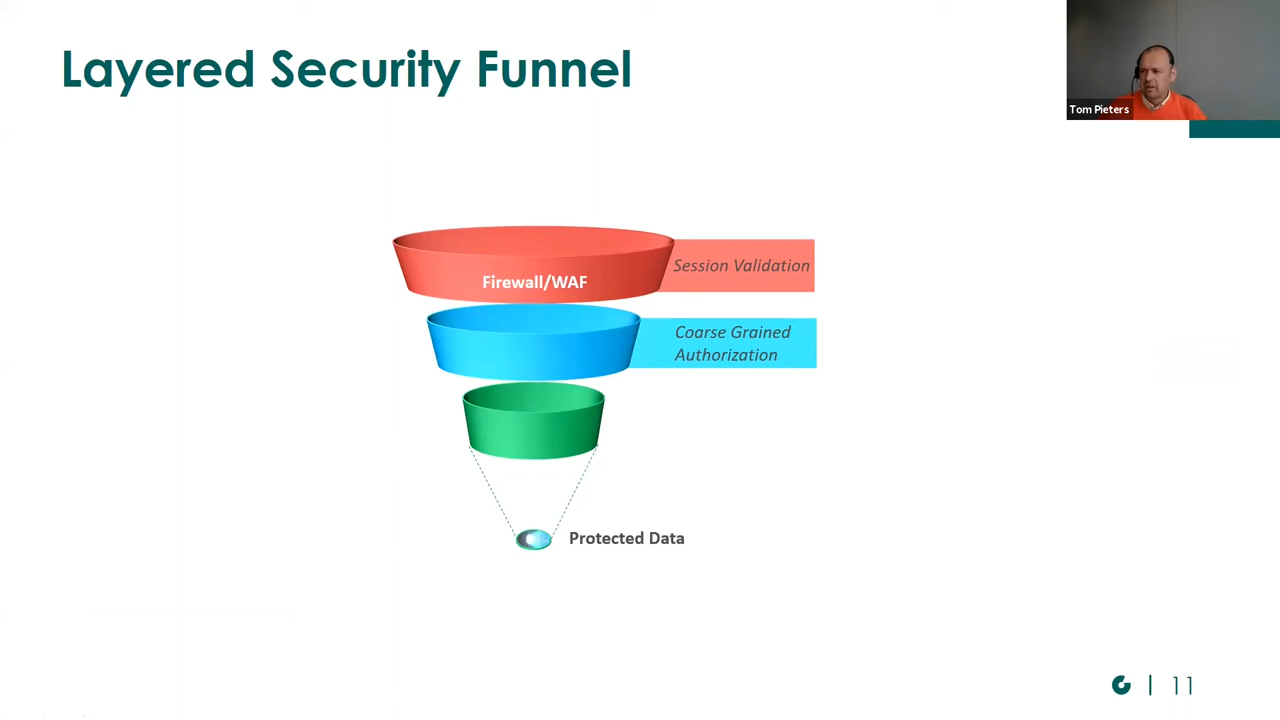 Layered Security Funnel
Tom Pieters
Firewall/WAF
Session Validation
Coarse Grained
Authorization
Protected Data
11